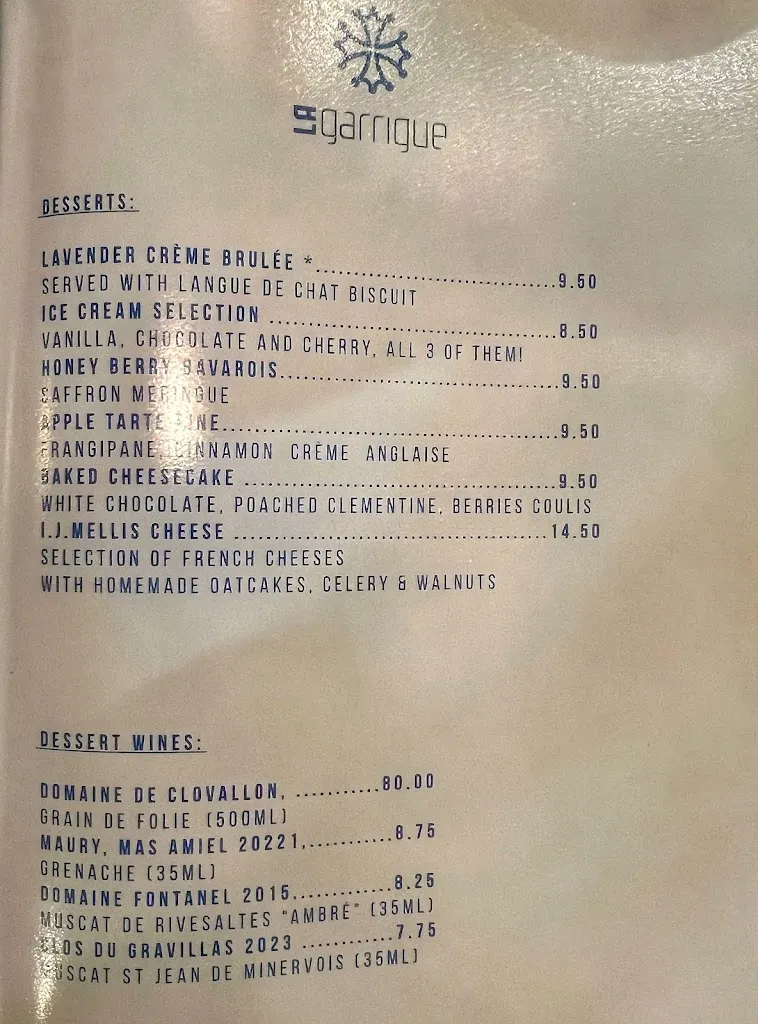 LA garrigue
DESSERTS:
LAVENDER CRÈME BRULÉE *..............................9.50
SERVED WITH LANGUE DE CHAT BISCUIT
ICE CREAM SELECTION ..............................8.50
VANILLA, CHOCOLATE AND CHERRY, ALL 3 OF THEM!
HONEY BERRY BAVAROIS..............................9.50
SAFFRON MERINGUE
APPLE TARTE FINE..............................9.50
FRANGIPANE, CINNAMON CRÈME ANGLAISE
BAKED CHEESECAKE ..............................9.50
WHITE CHOCOLATE, POACHED CLEMENTINE, BERRIES COULIS
I.J.MELLIS CHEESE ..............................14.50
SELECTION OF FRENCH CHEESES
WITH HOMEMADE OATCAKES, CELERY & WALNUTS
DESSERT WINES:
DOMAINE DE CLOVALLON, ...........80.00
GRAIN DE FOLIE (500ML)
MAURY, MAS AMIEL 20221,...........8.75
GRENACHE (35ML)
DOMAINE FONTANEL 2015............8.25
MUSCAT DE RIVESALTES "AMBRÉ" (35ML)
CLOS DU GRAVILLAS 2023 ............7.75
MUSCAT ST JEAN DE MINERVOIS (35ML)